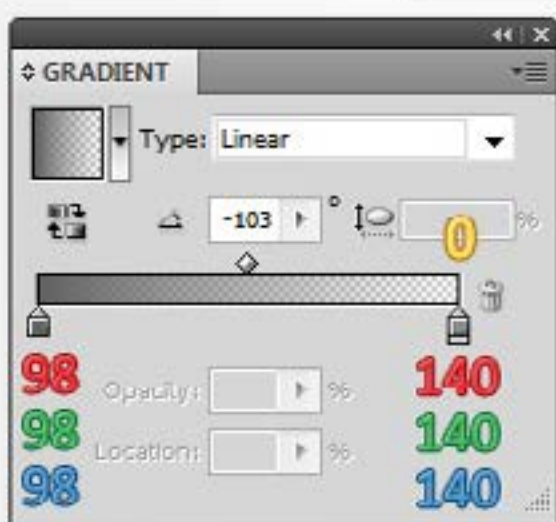 GRADIENT
Type: Linear
-103 ° %
0
98 Opacity: % 140
98 Location: % 140
98 140